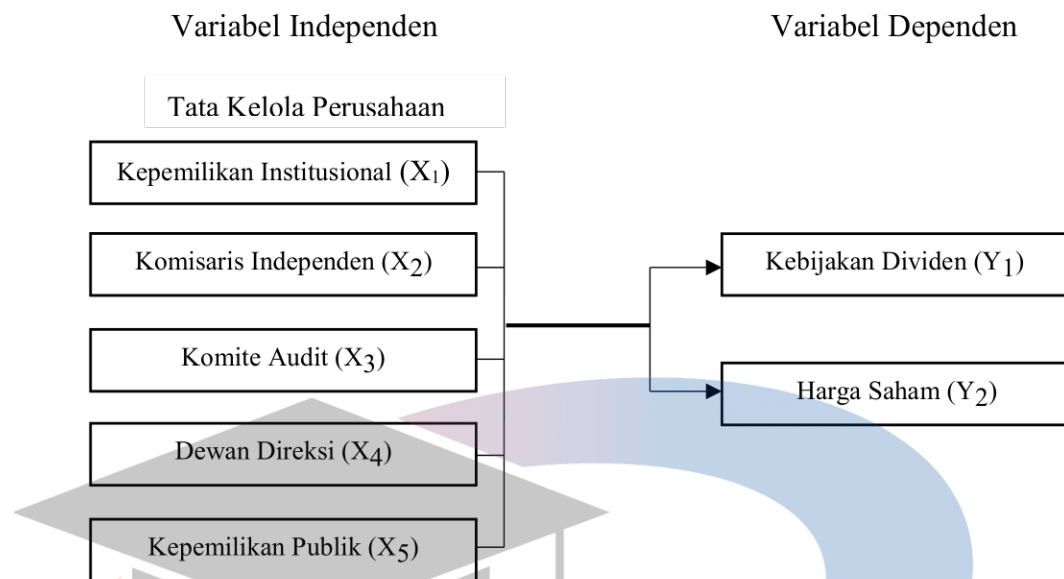 Variabel Independen
Variabel Dependen
Tata Kelola Perusahaan
Kepemilikan Institusional (X₁)
Komisaris Independen (X₂)
Kebijakan Dividen (Y₁)
Komite Audit (X₃)
Harga Saham (Y₂)
Dewan Direksi (X₄)
Kepemilikan Publik (X₅)